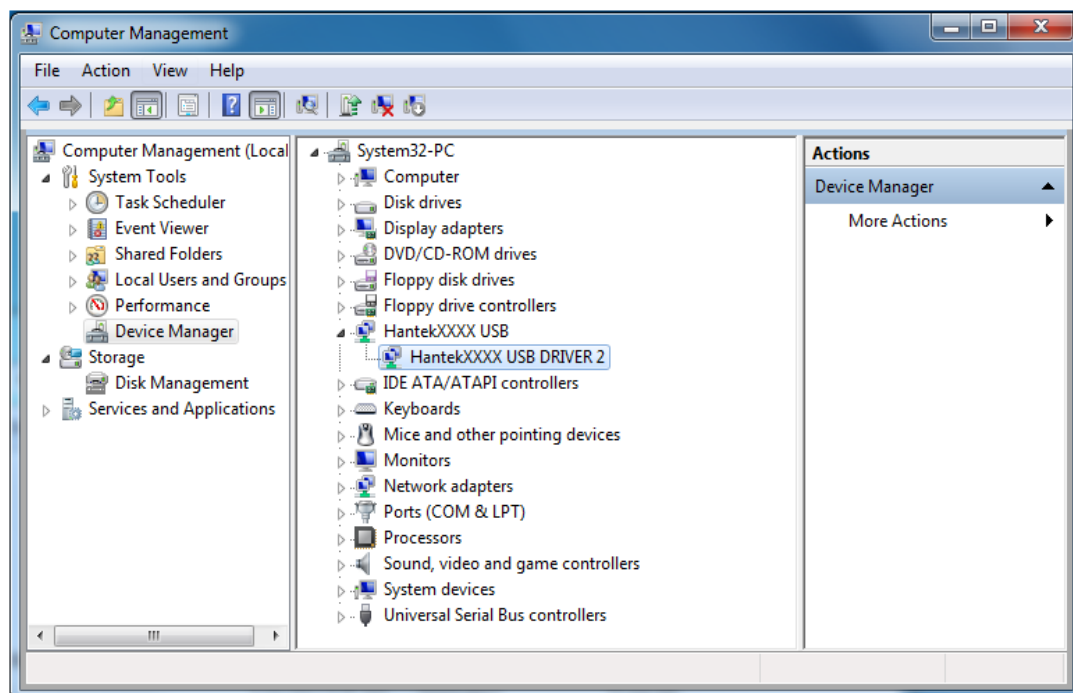 Computer Management
File Action View Help
Computer Management (Local
System Tools
Task Scheduler
Event Viewer
Shared Folders
Local Users and Groups
Performance
Device Manager
Storage
Disk Management
Services and Applications
System32-PC
Computer
Disk drives
Display adapters
DVD/CD-ROM drives
Floppy disk drives
Floppy drive controllers
HantekXXXX USB
HantekXXXX USB DRIVER 2
IDE ATA/ATAPI controllers
Keyboards
Mice and other pointing devices
Monitors
Network adapters
Ports (COM & LPT)
Processors
Sound, video and game controllers
System devices
Universal Serial Bus controllers
Actions
Device Manager
More Actions